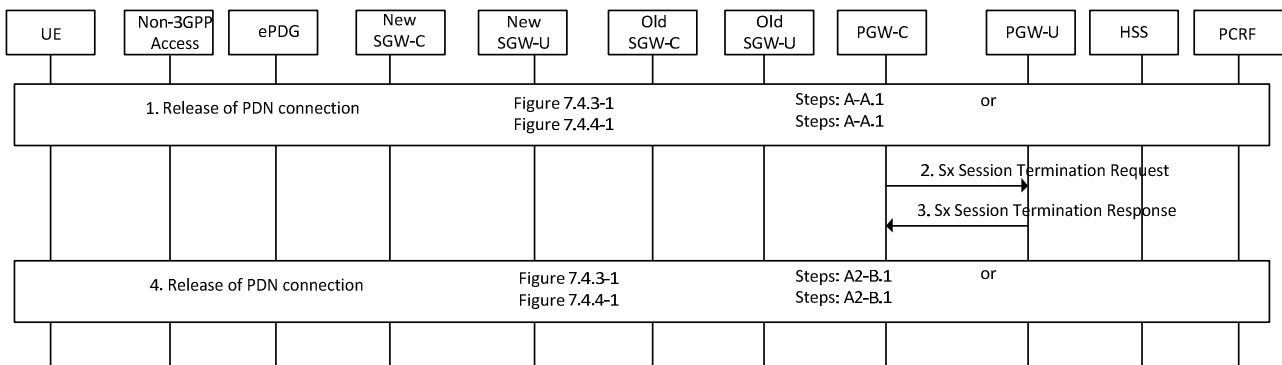 UE
Non-3GPP
Access
ePDG
New
SGW-C
New
SGW-U
Old
SGW-C
Old
SGW-U
PGW-C
PGW-U
HSS
PCRF
1. Release of PDN connection
Figure 7.4.3-1
Steps: A-A.1
or
Figure 7.4.4-1
Steps: A-A.1
2. Sx Session Termination Request
3. Sx Session Termination Response
4. Release of PDN connection
Figure 7.4.3-1
Steps: A2-B.1
or
Figure 7.4.4-1
Steps: A2-B.1